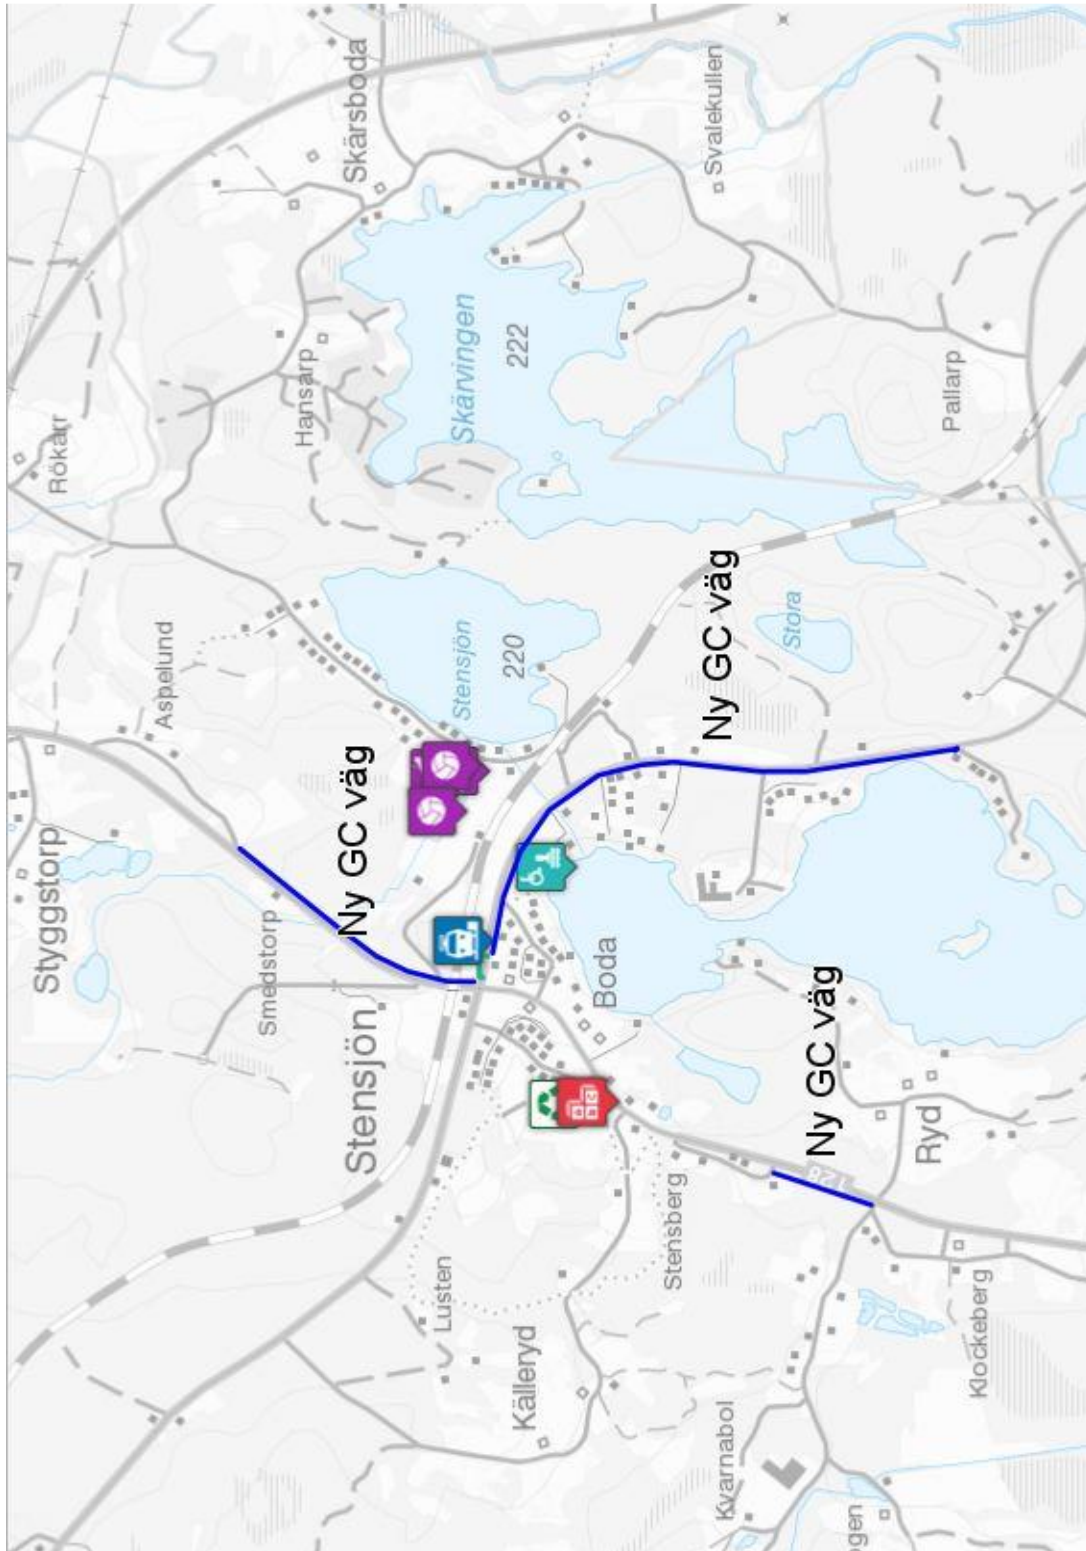 Styggstorp
Rökärr
Aspelund
Smedstorp
Hansarp
Stensjön
Ny GC väg
Skärsboda
Lusten
Stensjön
220
Skärvingen
222
Källeryd
Boda
Stensberg
Ny GC väg
Svalekullen
Kvarnabol
Stora
Ny GC väg
ogen
Ryd
Pallarp
Klockeberg